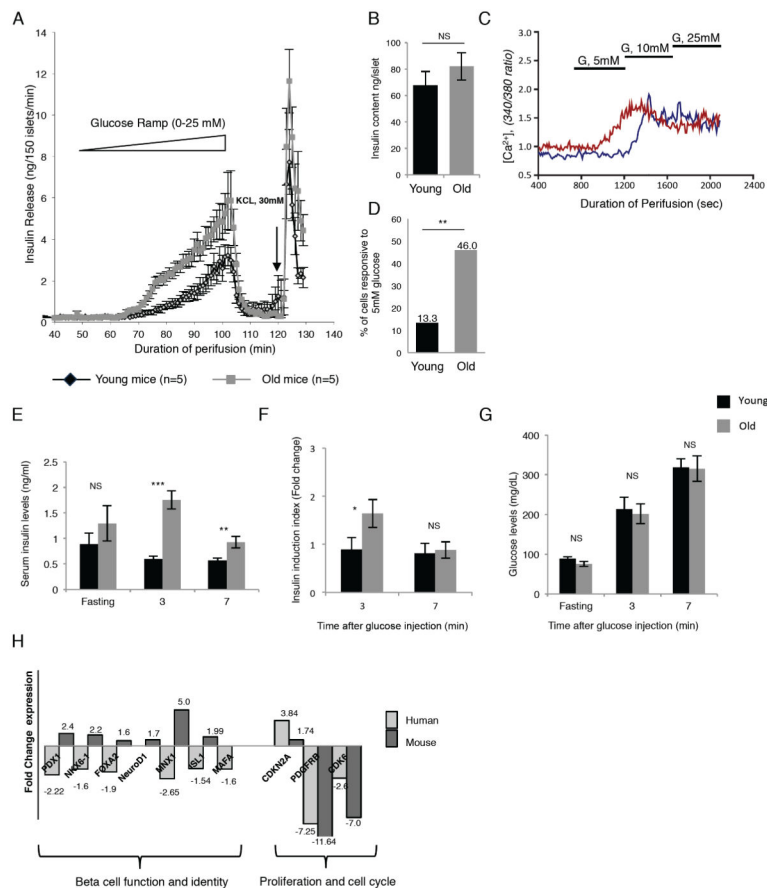 A
Insulin Release (ng/150 islets/min)
14
12
10
8
6
4
2
0
Glucose Ramp (0-25 mM)
KCL, 30mM
40 50 60 70 80 90 100 110 120 130 140
Duration of perifusion (min)
Young mice (n=5) Old mice (n=5)
B
Insulin content ng/islet
100
80
60
40
20
0
NS
Young Old
C
[Ca²⁺]ᵢ (340/380 ratio)
3.0
2.5
2.0
1.5
1.0
0.5
G, 5mM
G, 10mM
G, 25mM
400 800 1200 1600 2000 2400
Duration of Perifusion (sec)
D
% of cells responsive to
5mM glucose
60
50
40
30
20
10
0
**
13.3
46.0
Young Old
E
Serum insulin levels (ng/ml)
2.5
2
1.5
1
0.5
0
NS
***
**
Fasting 3 7
F
Insulin induction index (Fold change)
3
2
1
0
*
NS
3 7
Time after glucose injection (min)
G
Young
Old
Glucose levels (mg/dL)
400
350
300
250
200
150
100
50
0
NS
NS
NS
Fasting 3 7
Time after glucose injection (min)
H
Fold Change expression
2.4 2.2 1.6 1.7 5.0 1.99 3.84 1.74
PDX1 NKX6-1 FOXA2 NeuroD1 MNX1 ISL1 MAFA CDKN2A PDGFRB CDK6
-2.22 -1.6 -1.9 -2.65 -1.54 -1.6 -7.25 -11.64 -2.6 -7.0
Human
Mouse
Beta cell function and identity
Proliferation and cell cycle